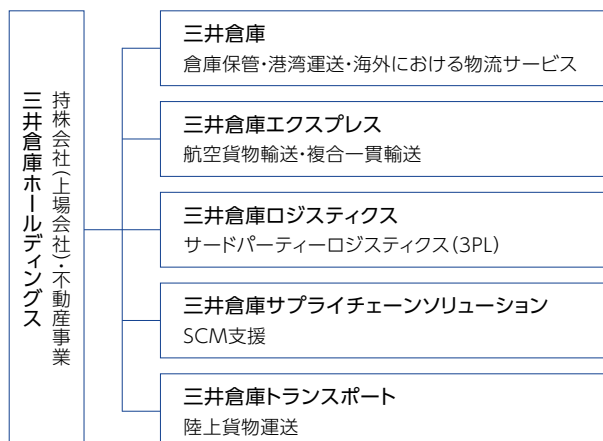 三井倉庫ホールディングス
持株会社(上場会社)・不動産事業
三井倉庫
倉庫保管・港湾運送・海外における物流サービス
三井倉庫エクスプレス
航空貨物輸送・複合一貫輸送
三井倉庫ロジスティクス
サードパーティーロジスティクス(3PL)
三井倉庫サプライチェーンソリューション
SCM支援
三井倉庫トランスポート
陸上貨物運送